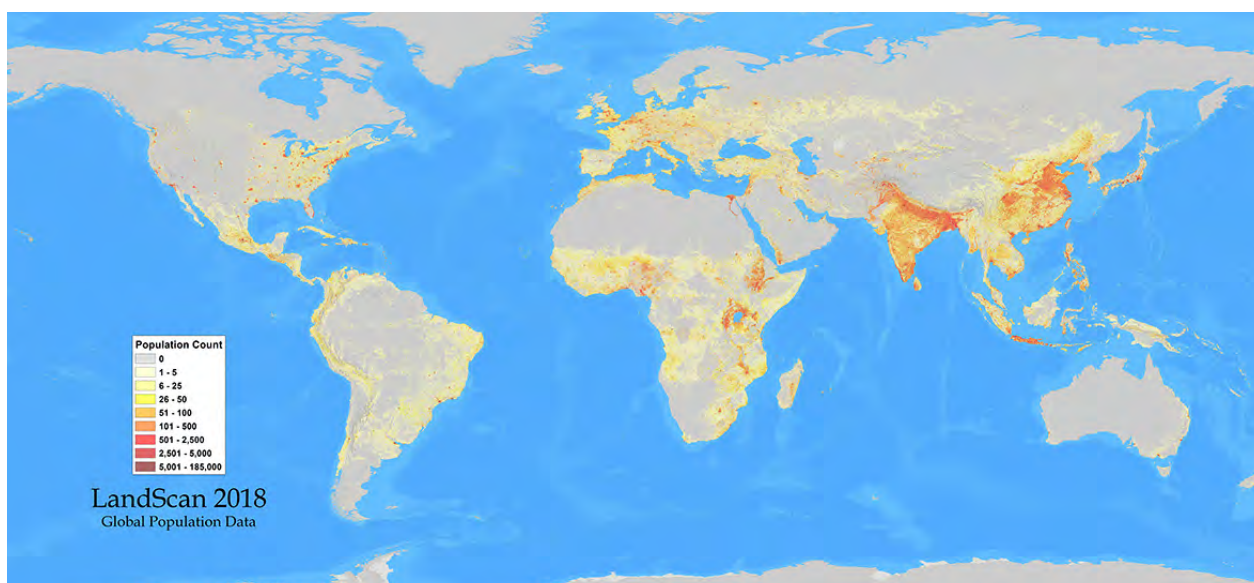 Population Count
0
1 - 5
6 - 25
26 - 50
51 - 100
101 - 500
501 - 2,500
2,501 - 5,000
5,001 - 185,000
LandScan 2018
Global Population Data